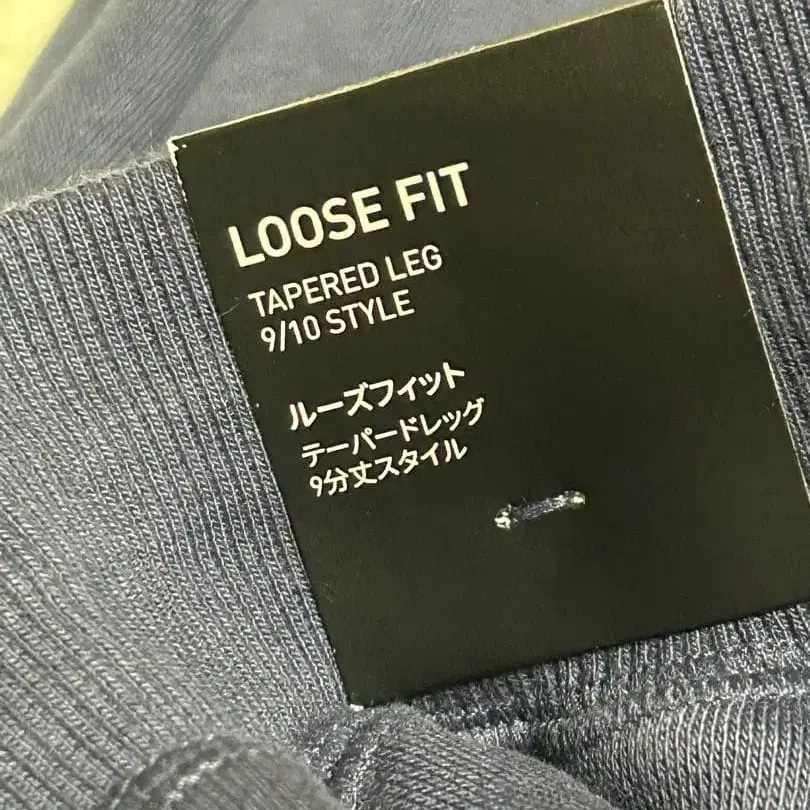 LOOSE FIT
TAPERED LEG
9/10 STYLE
ルーズフィット
テーパードレッグ
9分丈スタイル